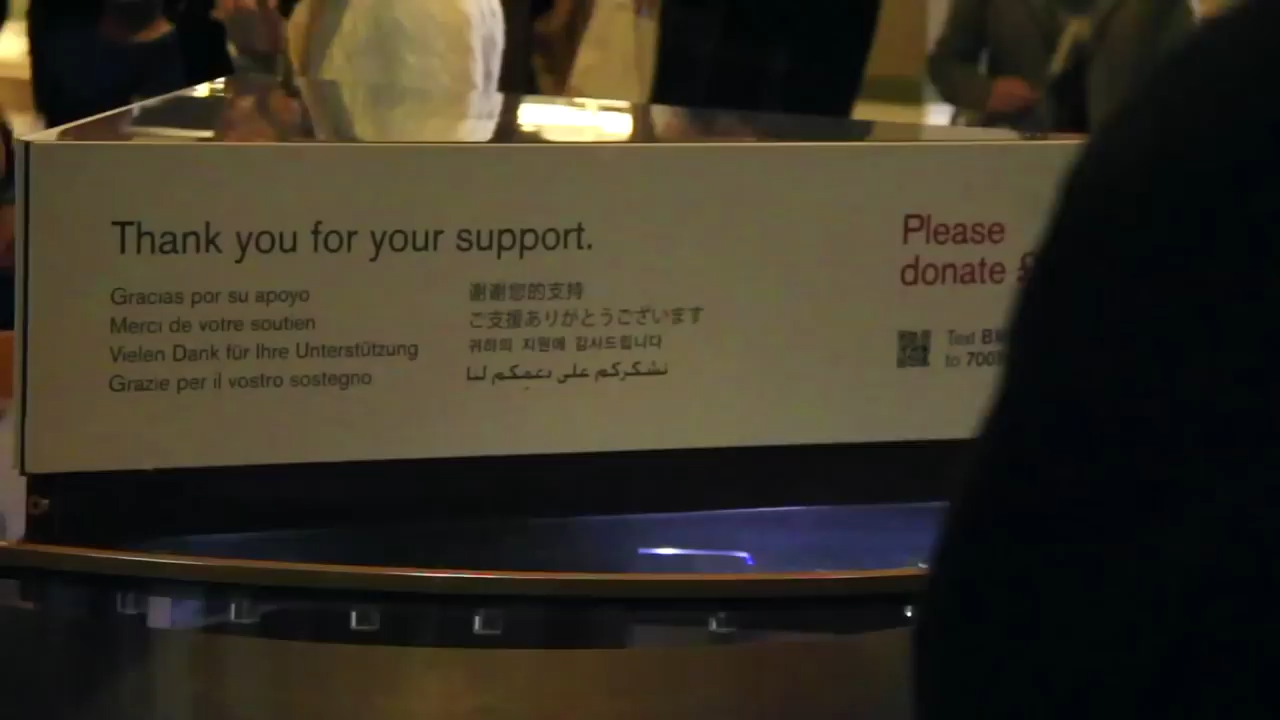 Thank you for your support.
Gracias por su apoyo
Merci de votre soutien
Vielen Dank für Ihre Unterstützung
Grazie per il vostro sostegno
谢谢您的支持
ご支援ありがとうございます
귀하의 지원에 감사드립니다
نشكركم على دعمكم لنا
Please
donate £
Text
to